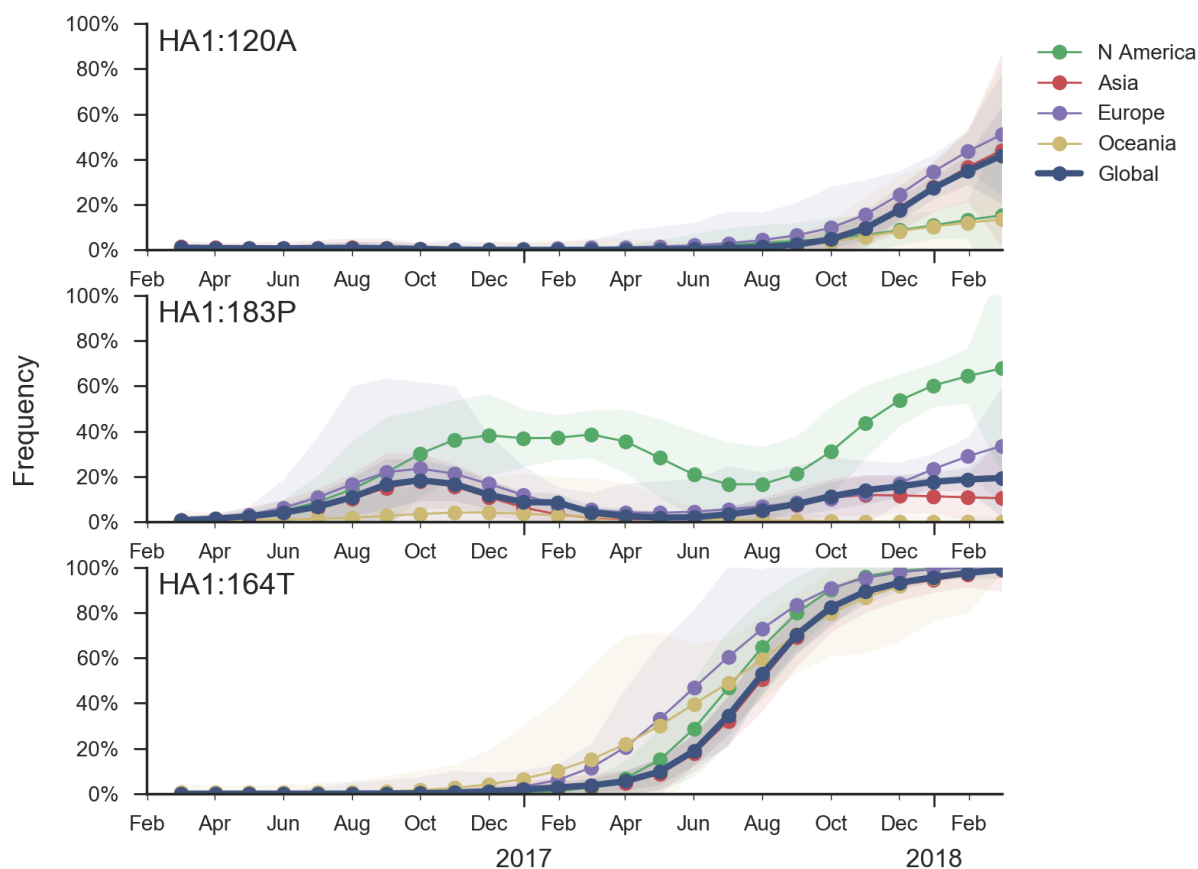 HA1:120A
100%
80%
60%
40%
20%
0%
Feb Apr Jun Aug Oct Dec Feb Apr Jun Aug Oct Dec Feb
N America
Asia
Europe
Oceania
Global
Frequency
HA1:183P
100%
80%
60%
40%
20%
0%
Feb Apr Jun Aug Oct Dec Feb Apr Jun Aug Oct Dec Feb
HA1:164T
100%
80%
60%
40%
20%
0%
Feb Apr Jun Aug Oct Dec Feb Apr Jun Aug Oct Dec Feb
2017 2018